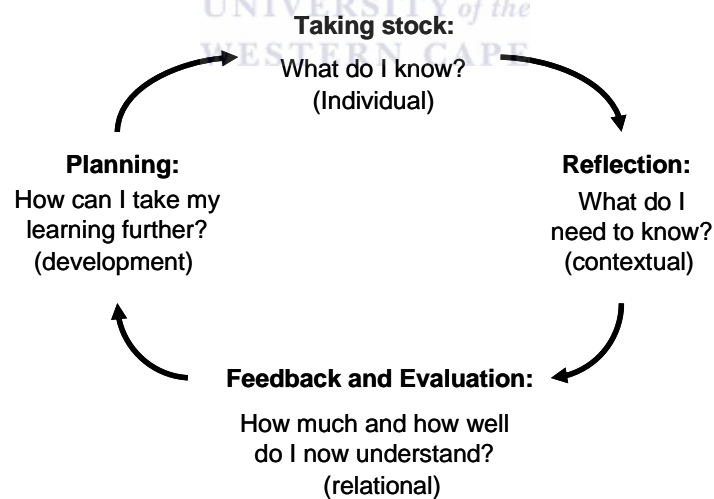 UNIVERSITY of the
WESTERN CAPE
Taking stock:
What do I know?
(Individual)
Reflection:
What do I
need to know?
(contextual)
Feedback and Evaluation:
How much and how well
do I now understand?
(relational)
Planning:
How can I take my
learning further?
(development)